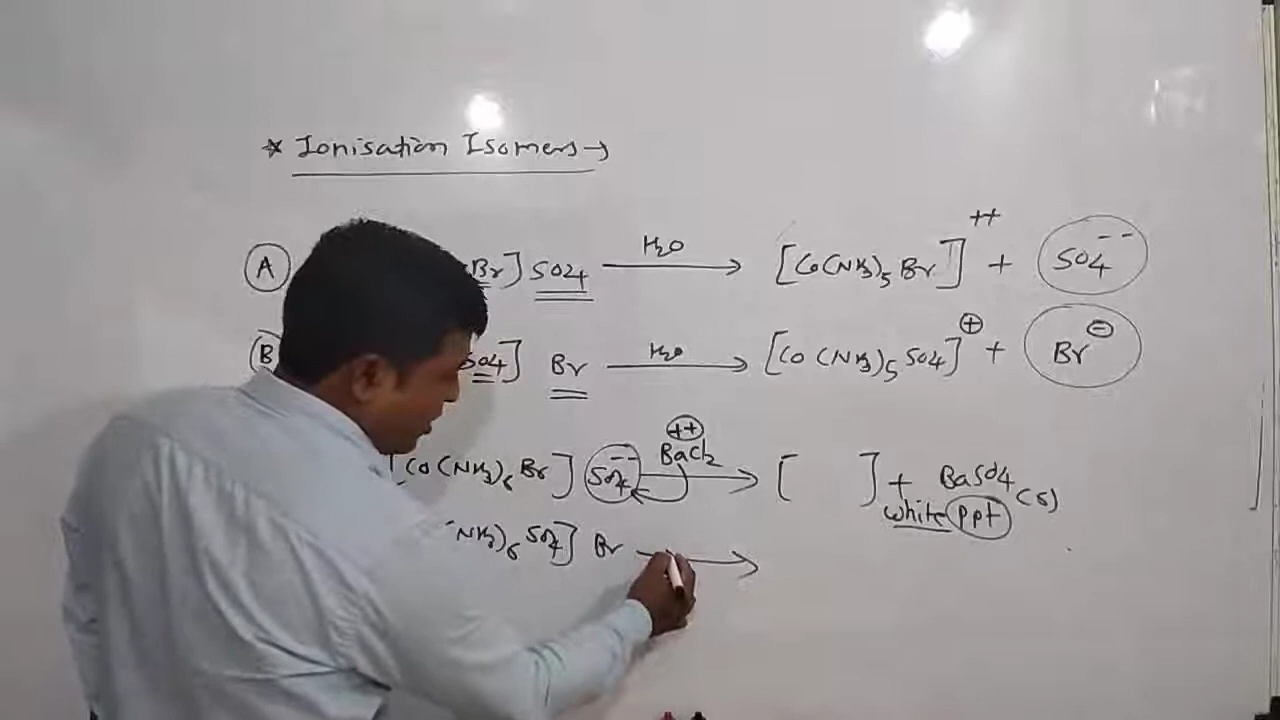 * Ionisation Isomers →
A Br] SO4 H2O → [Co(NH3)5 Br]++ + SO4--
B SO4] Br H2O → [Co(NH3)5 SO4]⊕ + Br⊖
[Co(NH3)6 Br] SO4-- BaCl2 ++ → [ ] + BaSO4 (s)
white ppt
NH3)6 SO4] Br →